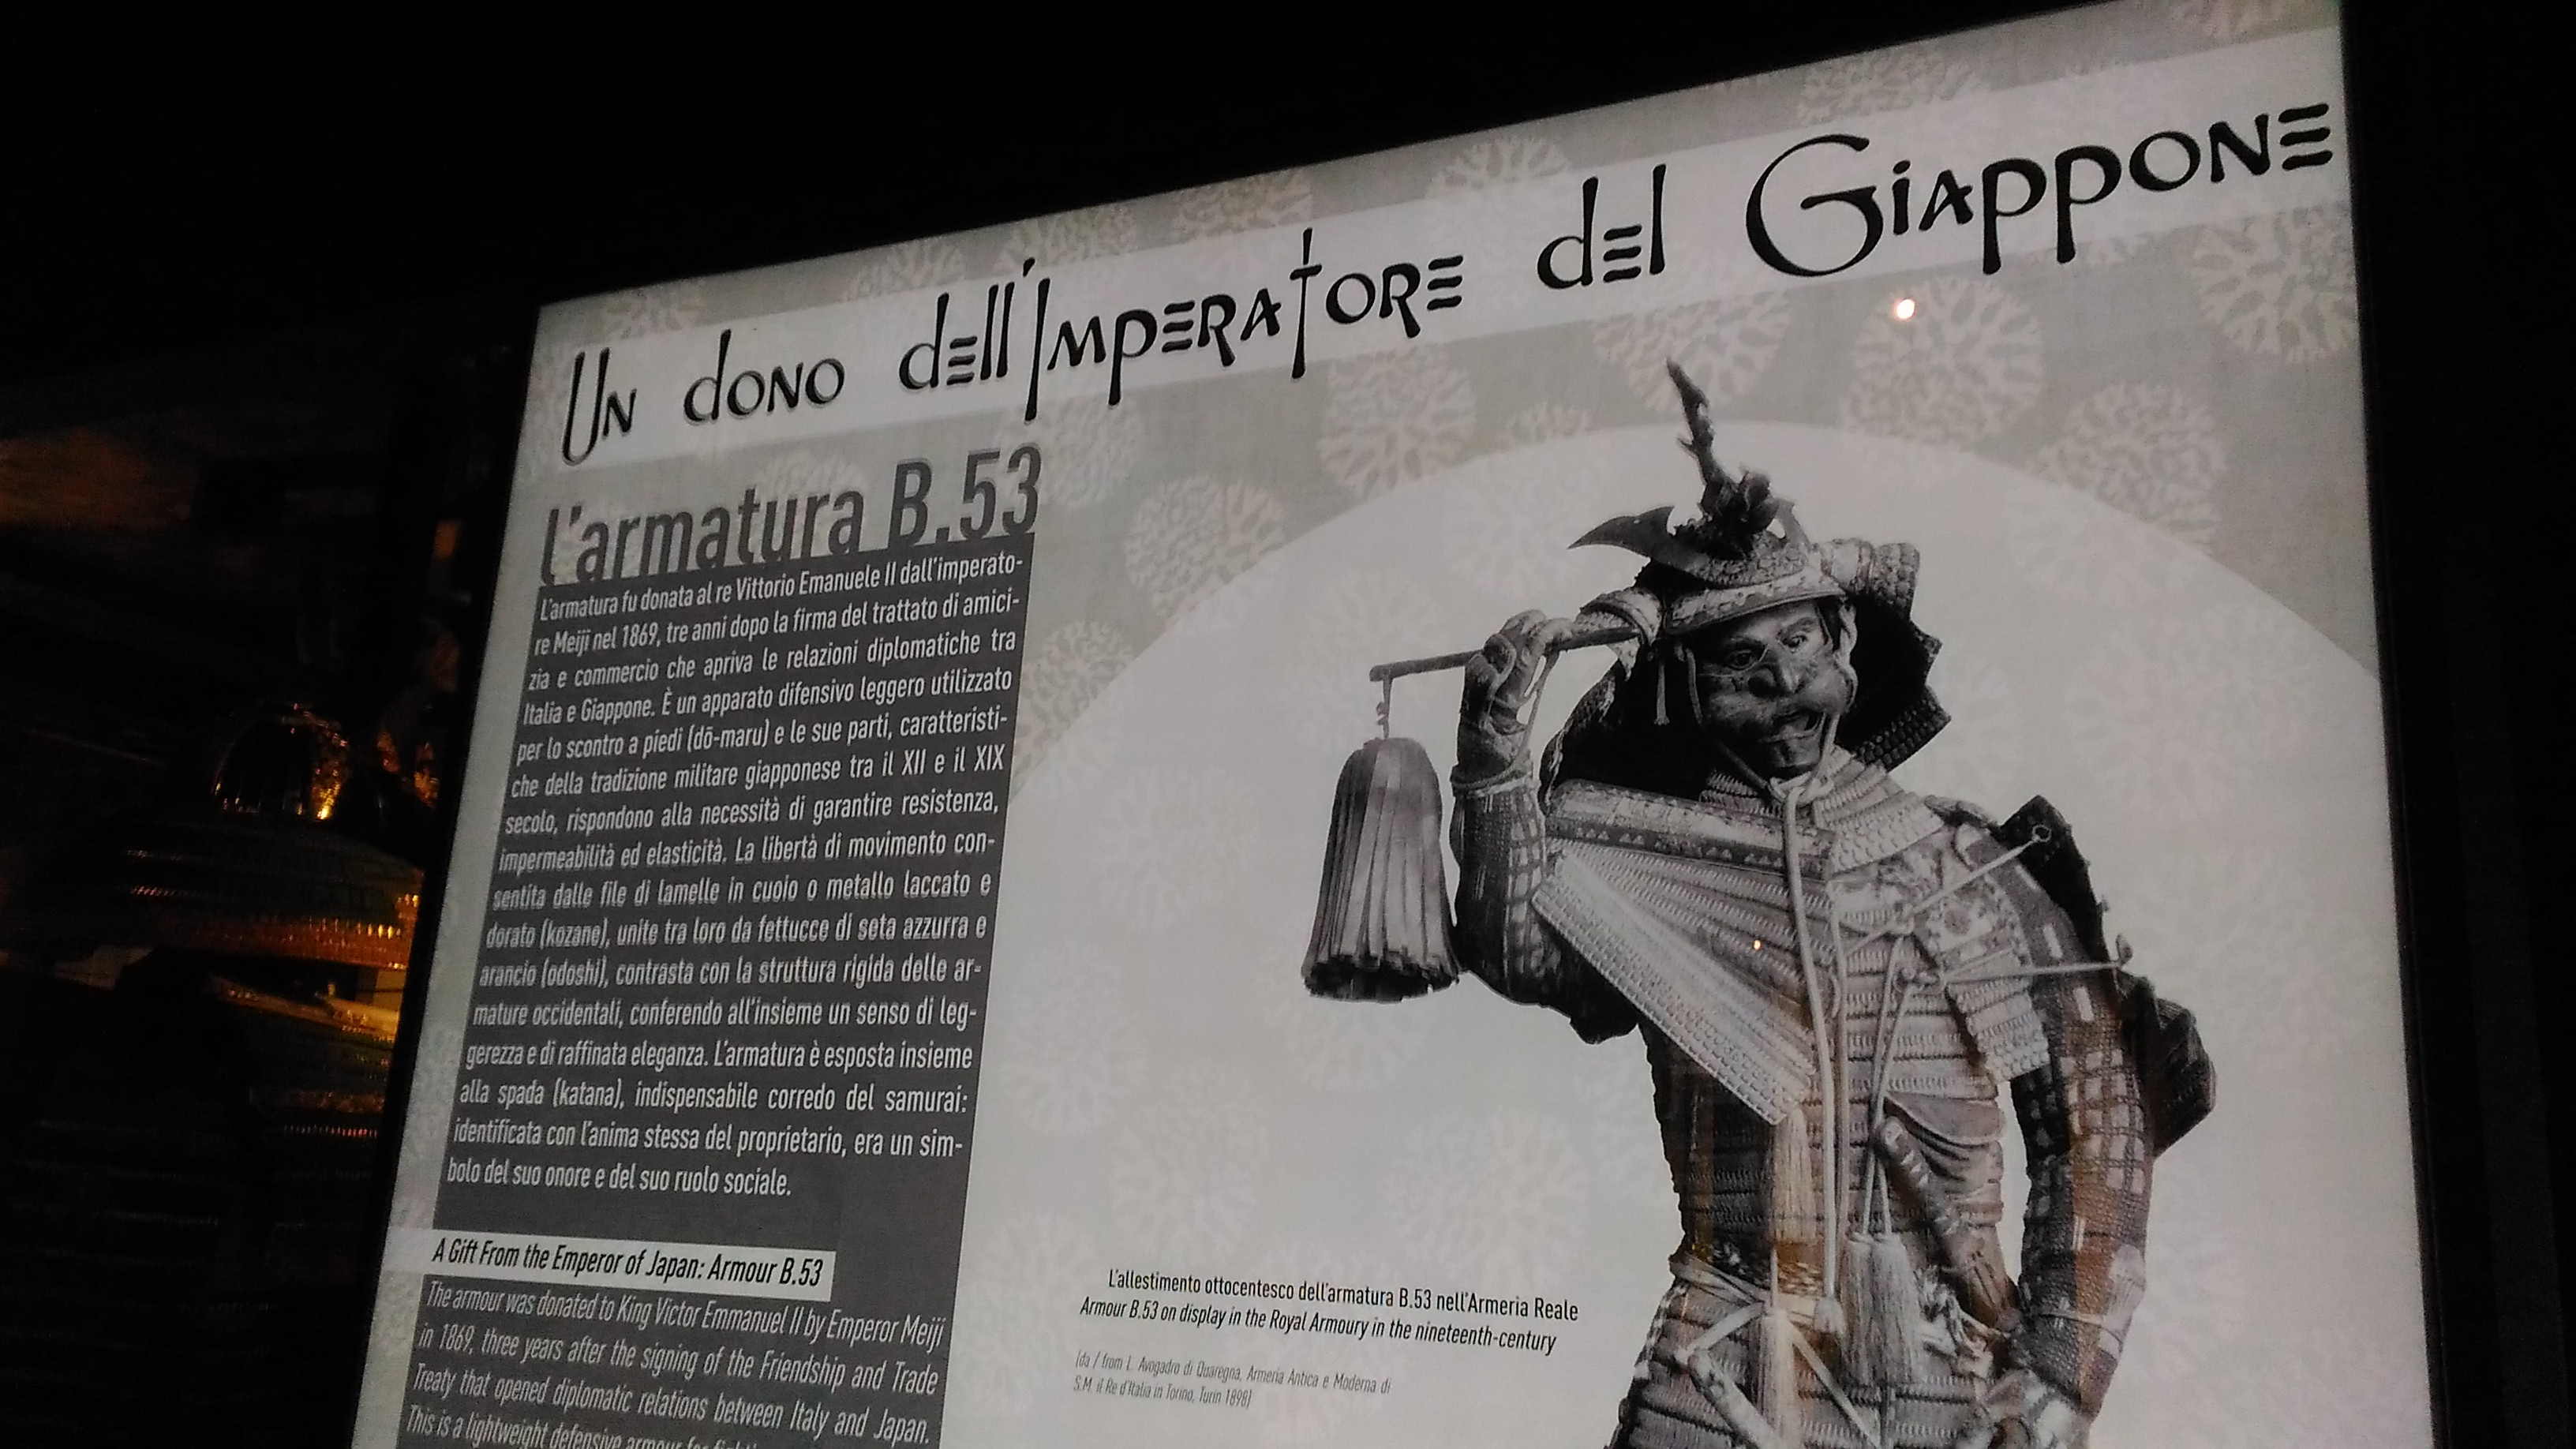 Un dono dell'Imperatore del Giappone
l'armatura B.53
L'armatura fu donata al re Vittorio Emanuele II dall'imperato-
re Meiji nel 1869, tre anni dopo la firma del trattato di amici-
zia e commercio che apriva le relazioni diplomatiche tra
Italia e Giappone. È un apparato difensivo leggero utilizzato
per lo scontro a piedi (dō-maru) e le sue parti, caratteristi-
che della tradizione militare giapponese tra il XII e il XIX
secolo, rispondono alla necessità di garantire resistenza,
impermeabilità ed elasticità. La libertà di movimento con-
sentita dalle file di lamelle in cuoio o metallo laccato e
dorato (kozane), unite tra loro da fettucce di seta azzurra e
arancio (odoshi), contrasta con la struttura rigida delle ar-
mature occidentali, conferendo all'insieme un senso di leg-
gerezza e di raffinata eleganza. L'armatura è esposta insieme
alla spada (katana), indispensabile corredo del samurai:
identificata con l'anima stessa del proprietario, era un sim-
bolo del suo onore e del suo ruolo sociale.
A Gift From the Emperor of Japan: Armour B.53
The armour was donated to King Victor Emmanuel II by Emperor Meiji
in 1869, three years after the signing of the Friendship and Trade
Treaty that opened diplomatic relations between Italy and Japan.
This is a lightweight defensive armour for
L'allestimento ottocentesco dell'armatura B.53 nell'Armeria Reale
Armour B.53 on display in the Royal Armoury in the nineteenth-century
(da / from L. Avogadro di Quaregna, Armeria Antica e Moderna di
S.M. il Re d'Italia in Torino, Turin 1898)